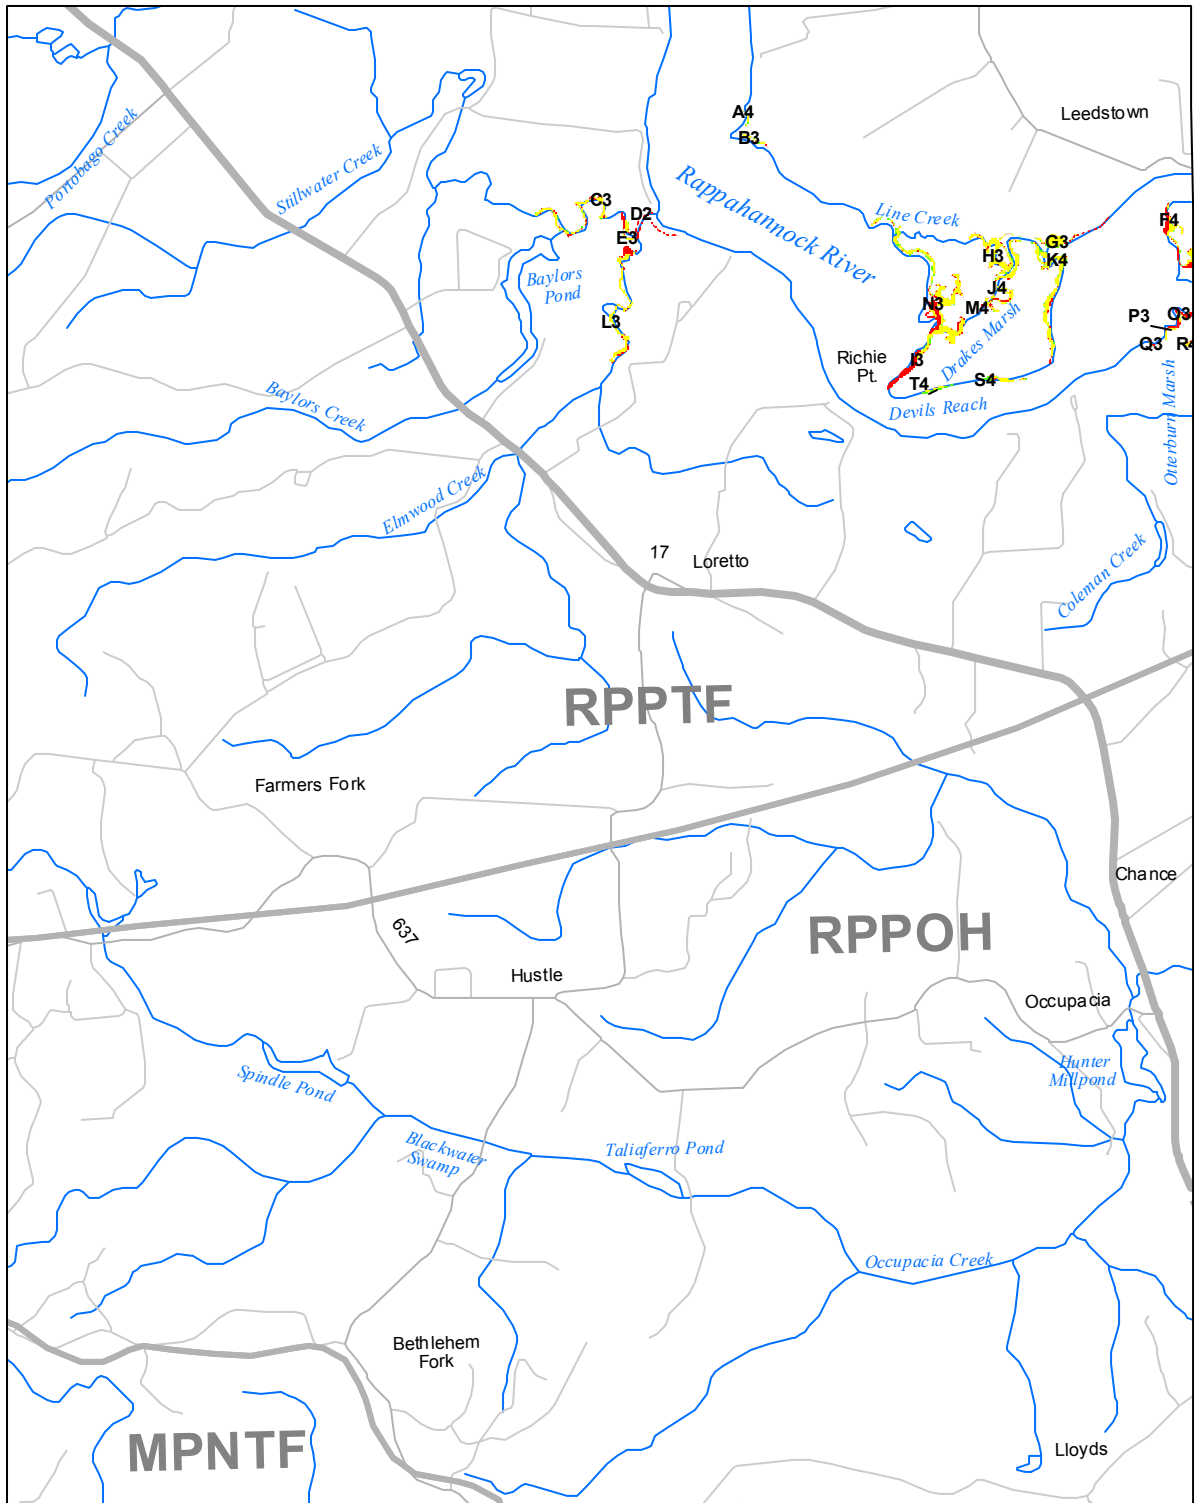 A4
B3
Leedstown
Portobago Creek
Stillwater Creek
Rappahannock River
C3
D2
E3
Line Creek
F4
G3
K4
H3
Baylors
Pond
J4
N3
M4
L3
P3
O3
Q3
R4
Drakes Marsh
Richie
Pt.
I3
T4
S4
Devils Reach
Otterburn Marsh
Baylors Creek
Elmwood Creek
17
Loretto
Coleman Creek
RPPTF
Farmers Fork
Chance
637
RPPOH
Hustle
Occupacia
Hunter
Millpond
Spindle Pond
Blackwater
Swamp
Taliaferro Pond
Occupacia Creek
Bethlehem
Fork
MPNTF
Lloyds